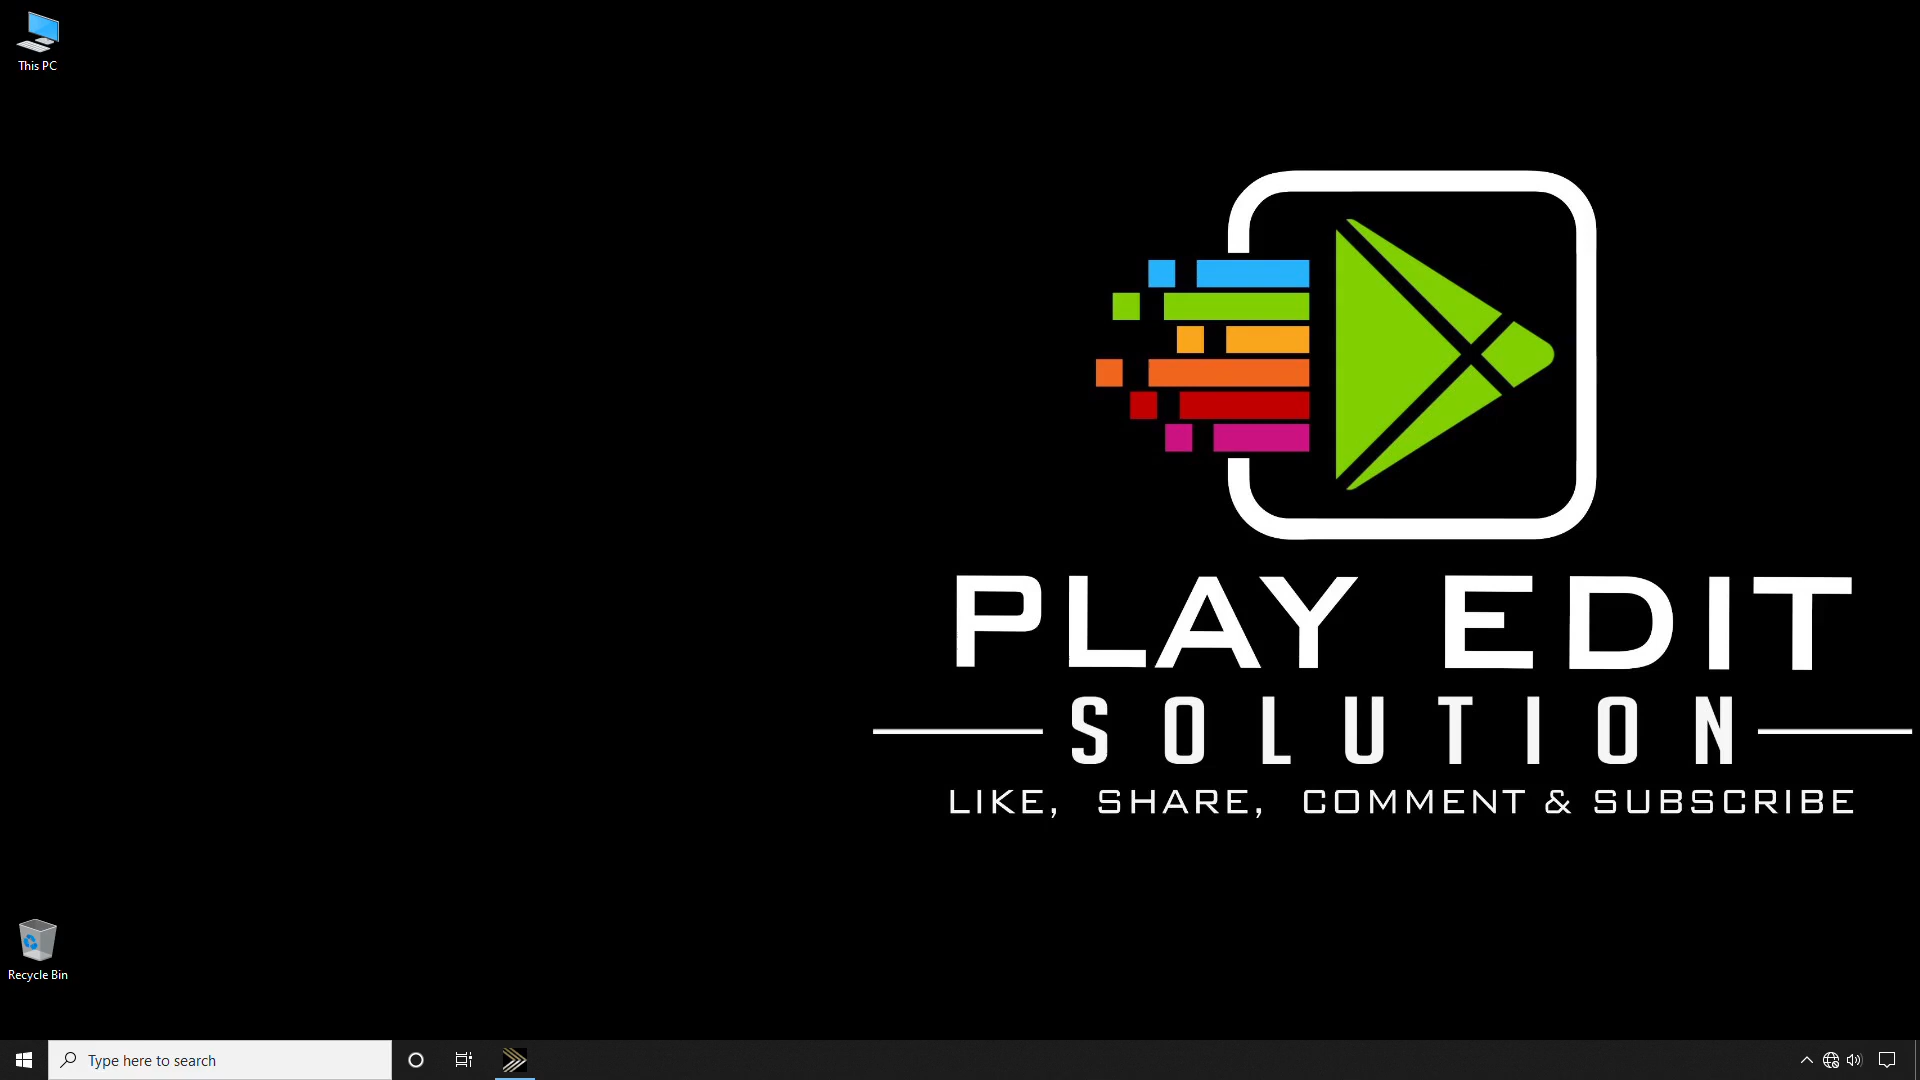 This PC
PLAY EDIT
SOLUTION
LIKE, SHARE, COMMENT & SUBSCRIBE
Recycle Bin
Type here to search